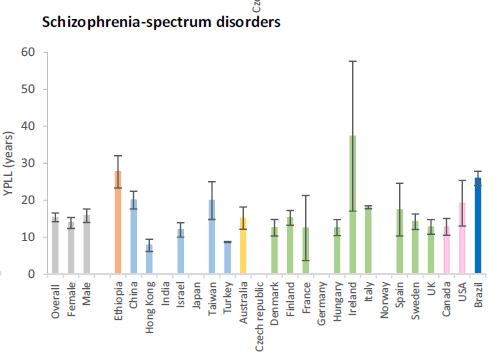 Cz
Schizophrenia-spectrum disorders
YPLL (years)
60
50
40
30
20
10
0
Overall
Female
Male
Ethiopia
China
Hong Kong
India
Israel
Japan
Taiwan
Turkey
Australia
Czech republic
Denmark
Finland
France
Germany
Hungary
Ireland
Italy
Norway
Spain
Sweden
UK
Canada
USA
Brazil